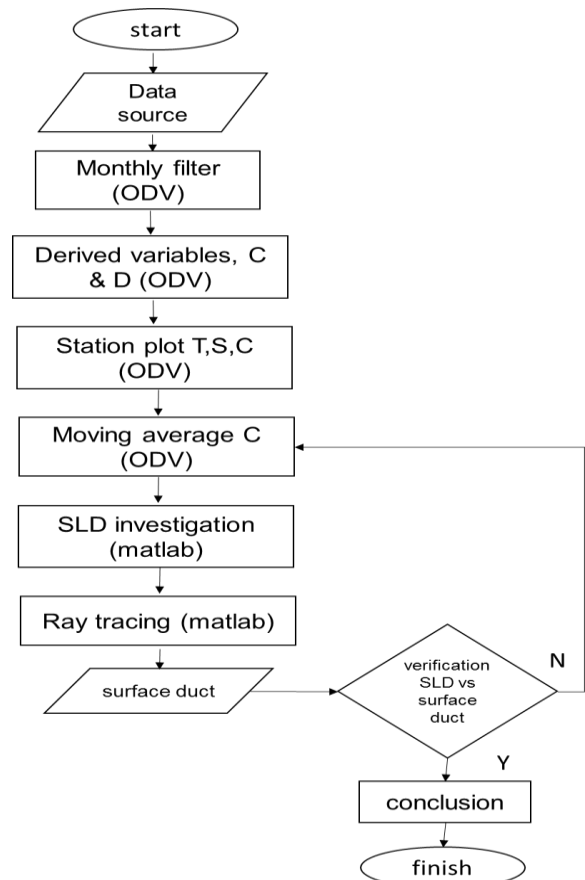 start
Data
source
Monthly filter
(ODV)
Derived variables, C
& D (ODV)
Station plot T,S,C
(ODV)
Moving average C
(ODV)
SLD investigation
(matlab)
Ray tracing (matlab)
surface duct
verification
SLD vs
surface
duct
N
Y
conclusion
finish